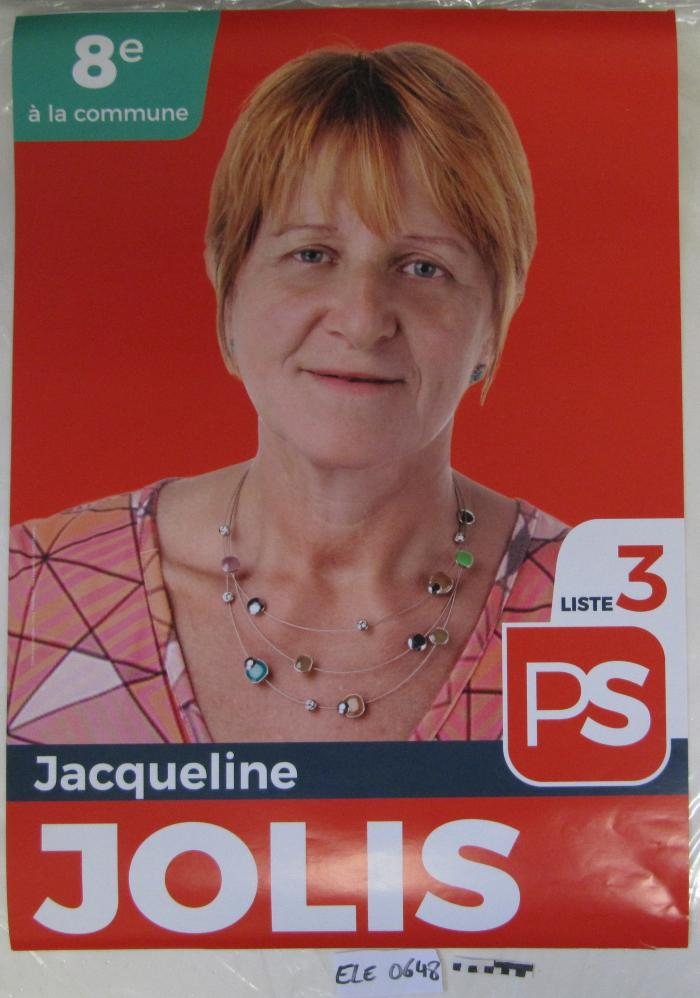 8e
à la commune
LISTE 3
PS
Jacqueline
JOLIS
ELE 0648